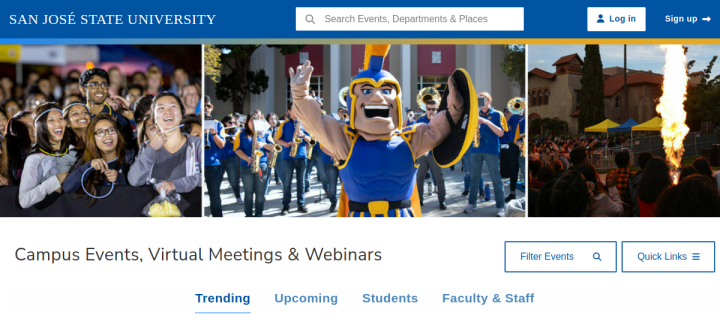 SAN JOSÉ STATE UNIVERSITY
Search Events, Departments & Places
Log in
Sign up
Campus Events, Virtual Meetings & Webinars
Filter Events
Quick Links
Trending
Upcoming
Students
Faculty & Staff